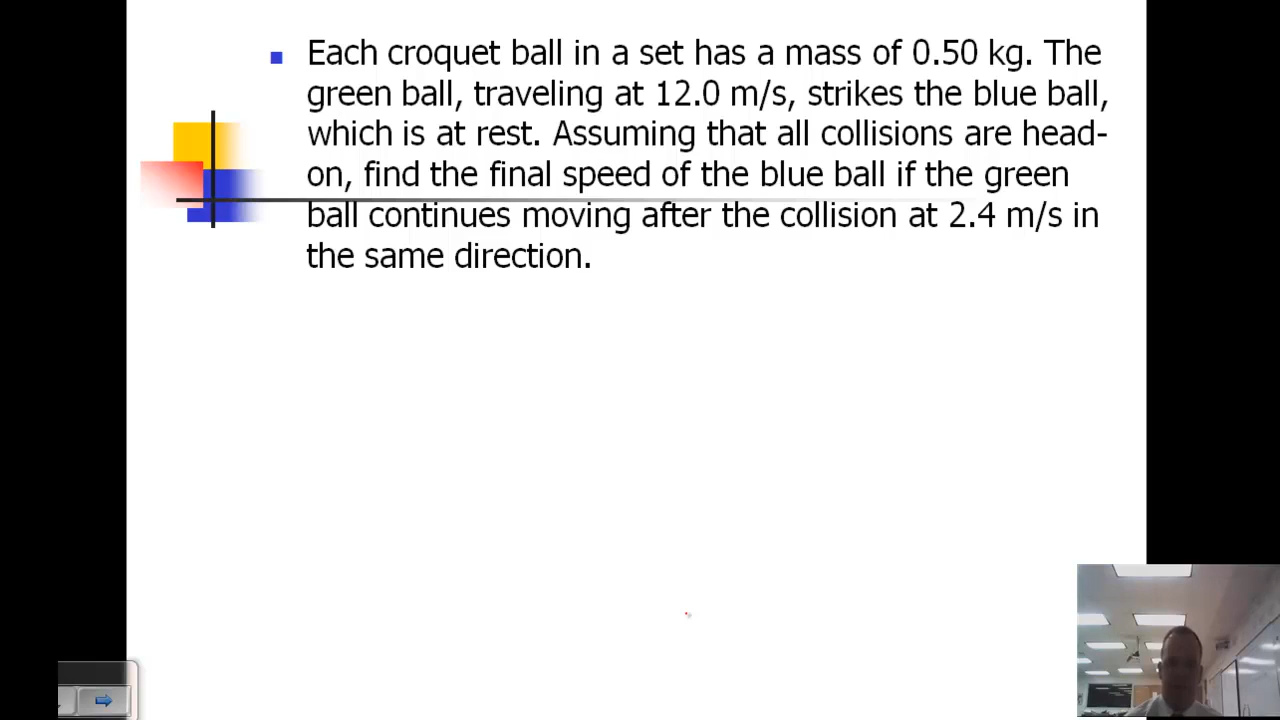 Each croquet ball in a set has a mass of 0.50 kg. The
green ball, traveling at 12.0 m/s, strikes the blue ball,
which is at rest. Assuming that all collisions are head-
on, find the final speed of the blue ball if the green
ball continues moving after the collision at 2.4 m/s in
the same direction.